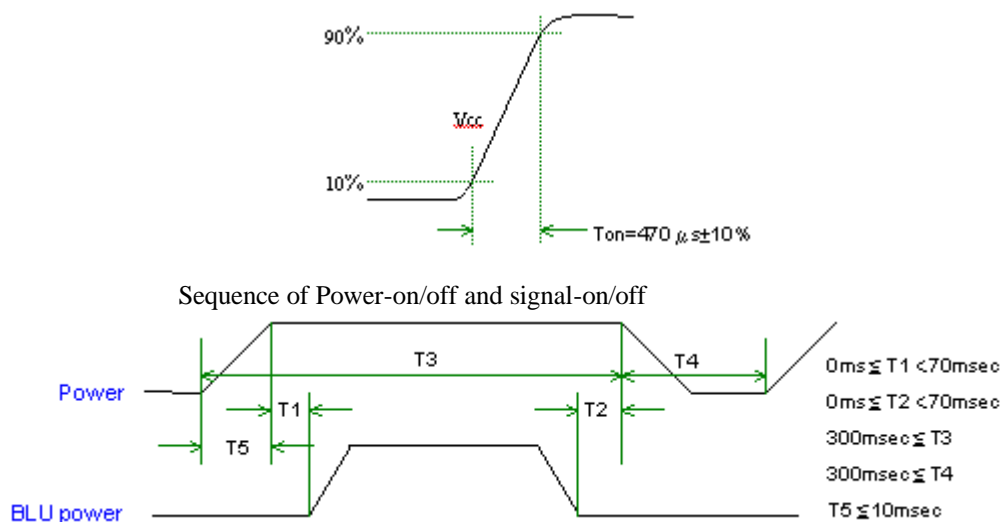 90%
Vcc
10%
Ton=470 μs±10%
Sequence of Power-on/off and signal-on/off
T3
T4
0ms≦T1<70msec
Power
T1
T2
0ms≦T2<70msec
T5
300msec≦T3
300msec≦T4
BLU power
T5≦10msec